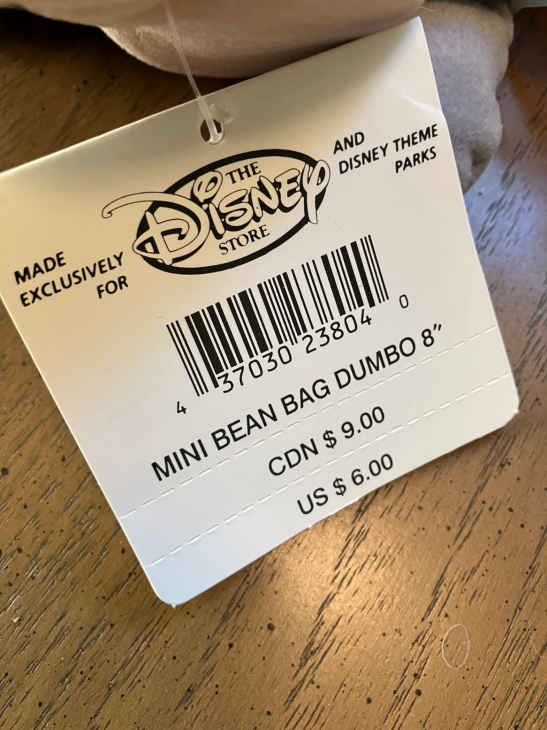 MADE
EXCLUSIVELY
FOR
THE
Disney
STORE
AND
DISNEY THEME
PARKS
4 37030 23804 0
MINI BEAN BAG DUMBO 8"
CDN $ 9.00
US $ 6.00